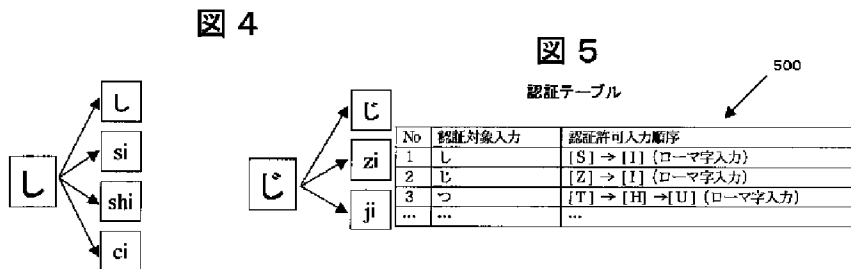 図 4
し
し
si
shi
ci
じ
じ
zi
ji
図 5
認証テーブル
500
No 認証対象入力 認証許可入力順序
1 し [S] → [I] (ローマ字入力)
2 じ [Z] → [I] (ローマ字入力)
3 つ [T] → [H] →[U] (ローマ字入力)
... ... ...